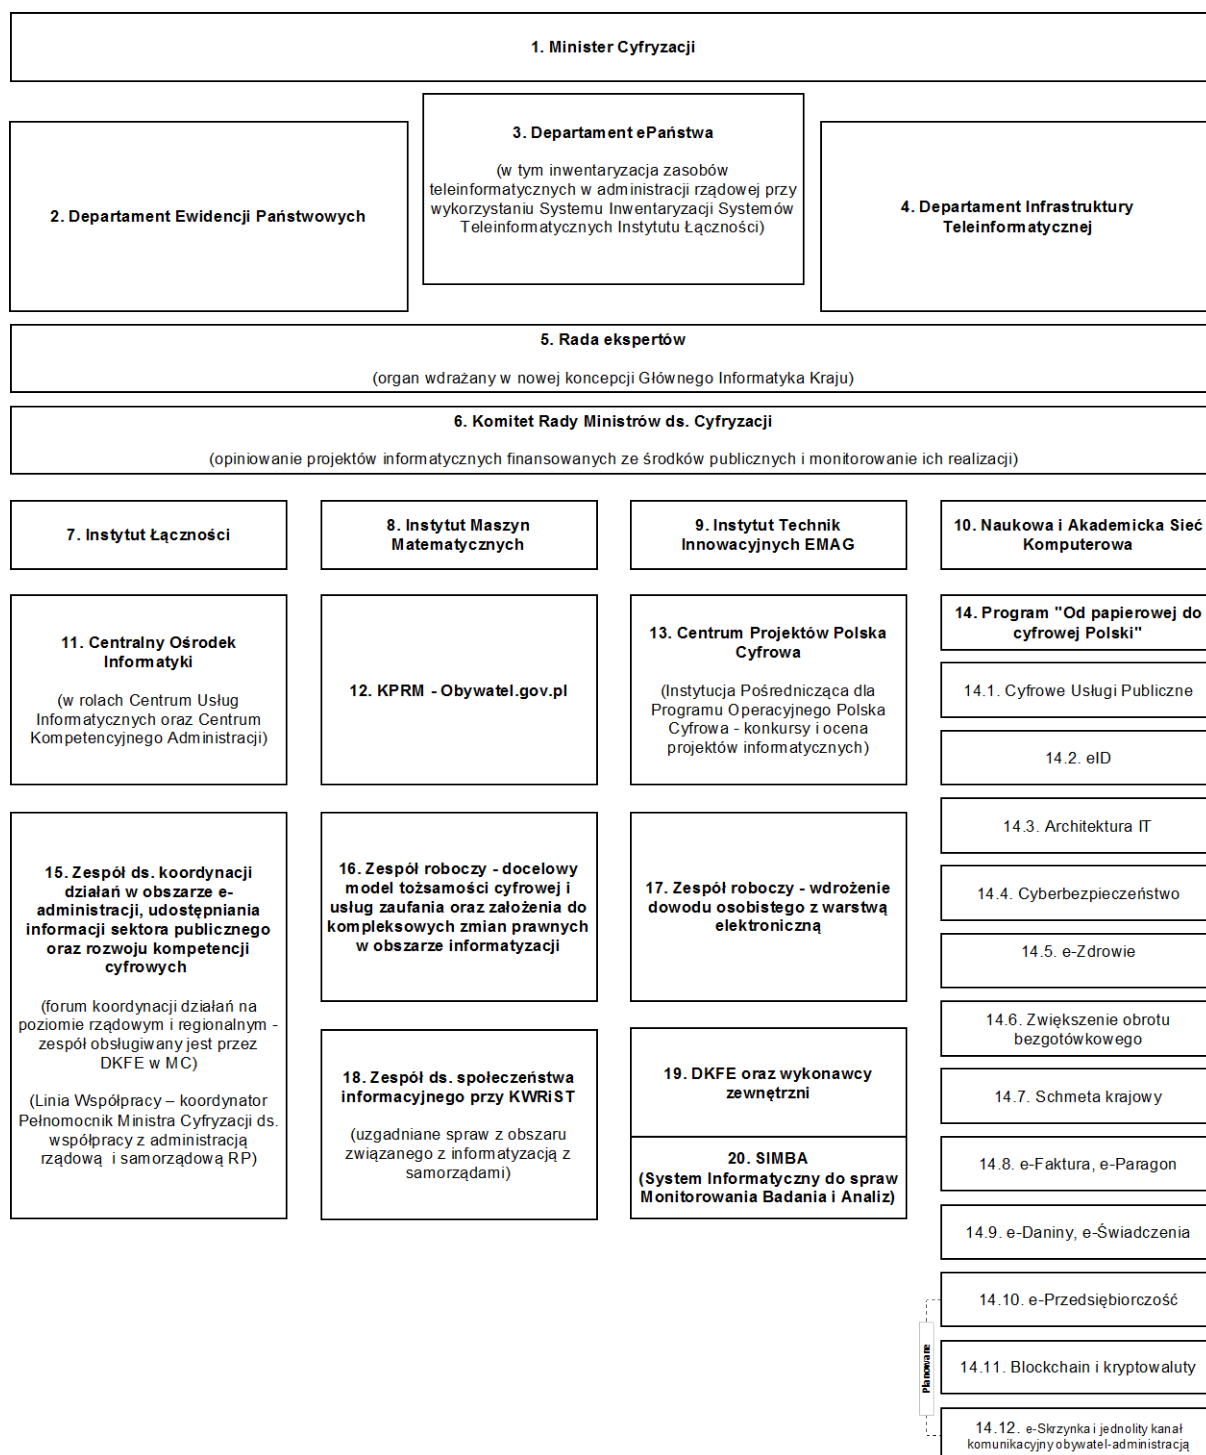 1. Minister Cyfryzacji
2. Departament Ewidencji Państwowych
3. Departament ePaństwa
(w tym inwentaryzacja zasobów
teleinformatycznych w administracji rządowej przy
wykorzystaniu Systemu Inwentaryzacji Systemów
Teleinformatycznych Instytutu Łączności)
4. Departament Infrastruktury
Teleinformatycznej
5. Rada ekspertów
(organ wdrażany w nowej koncepcji Głównego Informatyka Kraju)
6. Komitet Rady Ministrów ds. Cyfryzacji
(opiniowanie projektów informatycznych finansowanych ze środków publicznych i monitorowanie ich realizacji)
7. Instytut Łączności
8. Instytut Maszyn
Matematycznych
9. Instytut Technik
Innowacyjnych EMAG
10. Naukowa i Akademicka Sieć
Komputerowa
11. Centralny Ośrodek
Informatyki
(w rolach Centrum Usług
Informatycznych oraz Centrum
Kompetencyjnego Administracji)
12. KPRM - Obywatel.gov.pl
13. Centrum Projektów Polska
Cyfrowa
(Instytucja Pośrednicząca dla
Programu Operacyjnego Polska
Cyfrowa - konkursy i ocena
projektów informatycznych)
14. Program "Od papierowej do
cyfrowej Polski"
14.1. Cyfrowe Usługi Publiczne
14.2. eID
14.3. Architektura IT
14.4. Cyberbezpieczeństwo
14.5. e-Zdrowie
14.6. Zwiększenie obrotu
bezgotówkowego
14.7. Schmeta krajowy
14.8. e-Faktura, e-Paragon
14.9. e-Daniny, e-Świadczenia
14.10. e-Przedsiębiorczość
14.11. Blockchain i kryptowaluty
14.12. e-Skrzynka i jednolity kanał
komunikacyjny obywatel-administracją
Planowane
15. Zespół ds. koordynacji
działań w obszarze e-
administracji, udostępniania
informacji sektora publicznego
oraz rozwoju kompetencji
cyfrowych
(forum koordynacji działań na
poziomie rządowym i regionalnym -
zespół obsługiwany jest przez
DKFE w MC)
(Linia Współpracy – koordynator
Pełnomocnik Ministra Cyfryzacji ds.
współpracy z administracją
rządową i samorządową RP)
16. Zespół roboczy - docelowy
model tożsamości cyfrowej i
usług zaufania oraz założenia do
kompleksowych zmian prawnych
w obszarze informatyzacji
17. Zespół roboczy - wdrożenie
dowodu osobistego z warstwą
elektroniczną
18. Zespół ds. społeczeństwa
informacyjnego przy KWRiST
(uzgadniane spraw z obszaru
związanego z informatyzacją z
samorządami)
19. DKFE oraz wykonawcy
zewnętrzni
20. SIMBA
(System Informatyczny do spraw
Monitorowania Badania i Analiz)